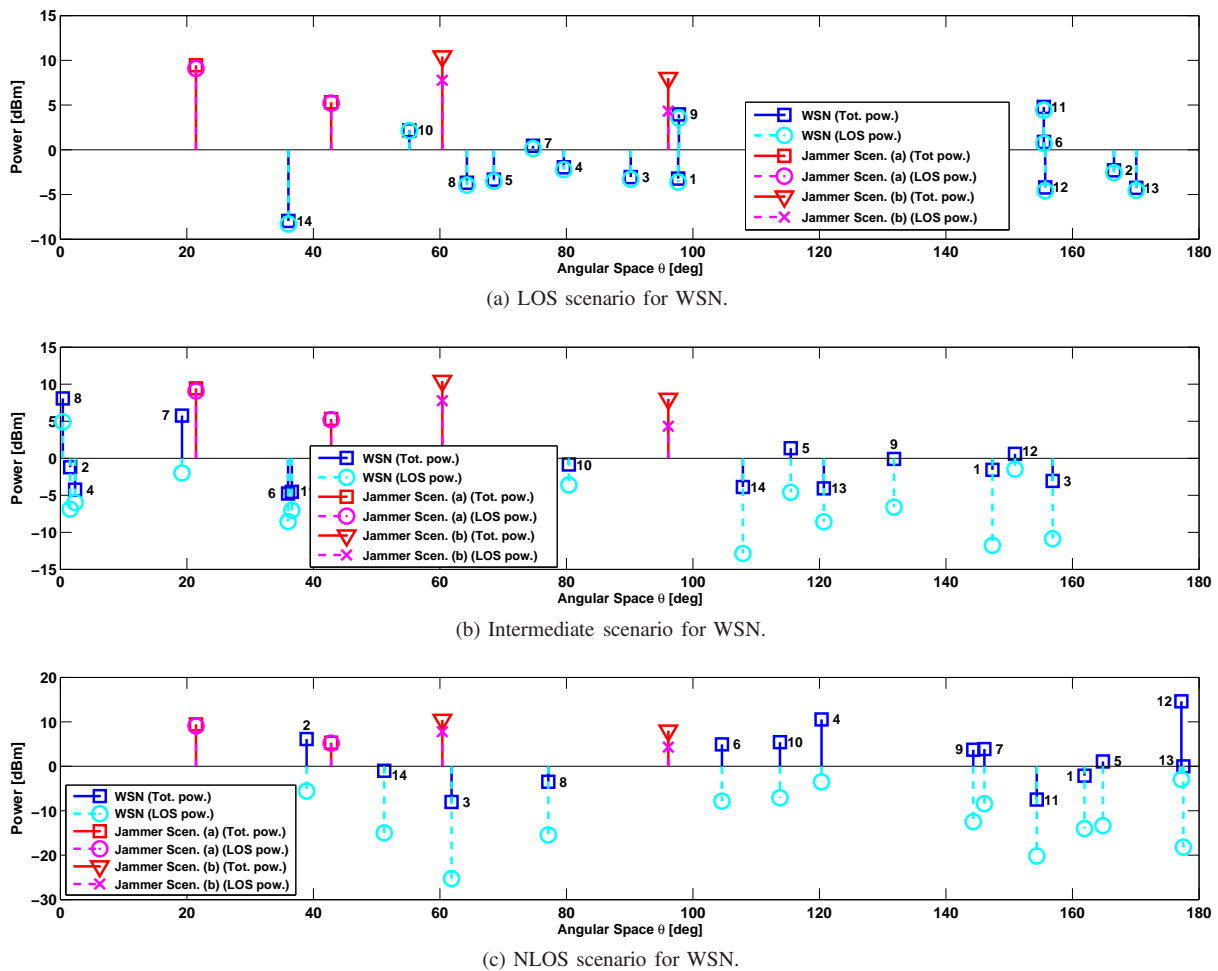 15
10
5
0
−5
−10
Power [dBm]
14
10
8
5
7
4
3
9
1
11
6
12
2
13
WSN (Tot. pow.)
WSN (LOS pow.)
Jammer Scen. (a) (Tot pow.)
Jammer Scen. (a) (LOS pow.)
Jammer Scen. (b) (Tot. pow.)
Jammer Scen. (b) (LOS pow.)
0 20 40 60 80 100 120 140 160 180
Angular Space θ [deg]
(a) LOS scenario for WSN.
15
10
5
0
−5
−10
−15
Power [dBm]
8
2
4
7
6
10
14
5
13
9
1
12
3
WSN (Tot. pow.)
WSN (LOS pow.)
Jammer Scen. (a) (Tot. pow.)
Jammer Scen. (a) (LOS pow.)
Jammer Scen. (b) (Tot. pow.)
Jammer Scen. (b) (LOS pow.)
0 20 40 60 80 100 120 140 160 180
Angular Space θ [deg]
(b) Intermediate scenario for WSN.
20
10
0
−10
−20
−30
Power [dBm]
2
14
3
8
6
10
4
9
7
11
1
5
12
13
WSN (Tot. pow.)
WSN (LOS pow.)
Jammer Scen. (a) (Tot. pow.)
Jammer Scen. (a) (LOS pow.)
Jammer Scen. (b) (Tot. pow.)
Jammer Scen. (b) (LOS pow.)
0 20 40 60 80 100 120 140 160 180
Angular Space θ [deg]
(c) NLOS scenario for WSN.